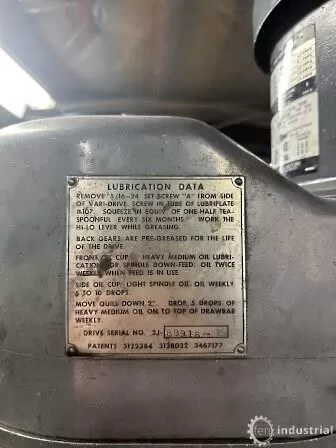 LUBRICATION DATA
REMOVE 5/16-24 SET SCREW "A" FROM SIDE
OF VARI-DRIVE. SCREW IN TUBE OF LUBRIPLATE
#107. SQUEEZE IN EQUIV. OF ONE-HALF TEA-
SPOONFUL EVERY SIX MONTHS. WORK THE
HI-LO LEVER WHILE GREASING.
BACK GEARS ARE PRE-GREASED FOR THE LIFE
OF THE DRIVE.
FRONT OIL CUP: HEAVY MEDIUM OIL LUBRI-
CATION FOR SPINDLE DOWN-FEED. OIL TWICE
WEEKLY WHEN FEED IS IN USE.
SIDE OIL CUP: LIGHT SPINDLE OIL. OIL WEEKLY
6 TO 10 DROPS.
MOVE QUILL DOWN 2". DROP 5 DROPS OF
HEAVY MEDIUM OIL ON TO TOP OF DRAWBAR
WEEKLY.
DRIVE SERIAL NO. 2J-
PATENTS 3122284 3128032 3467177
fen industrial